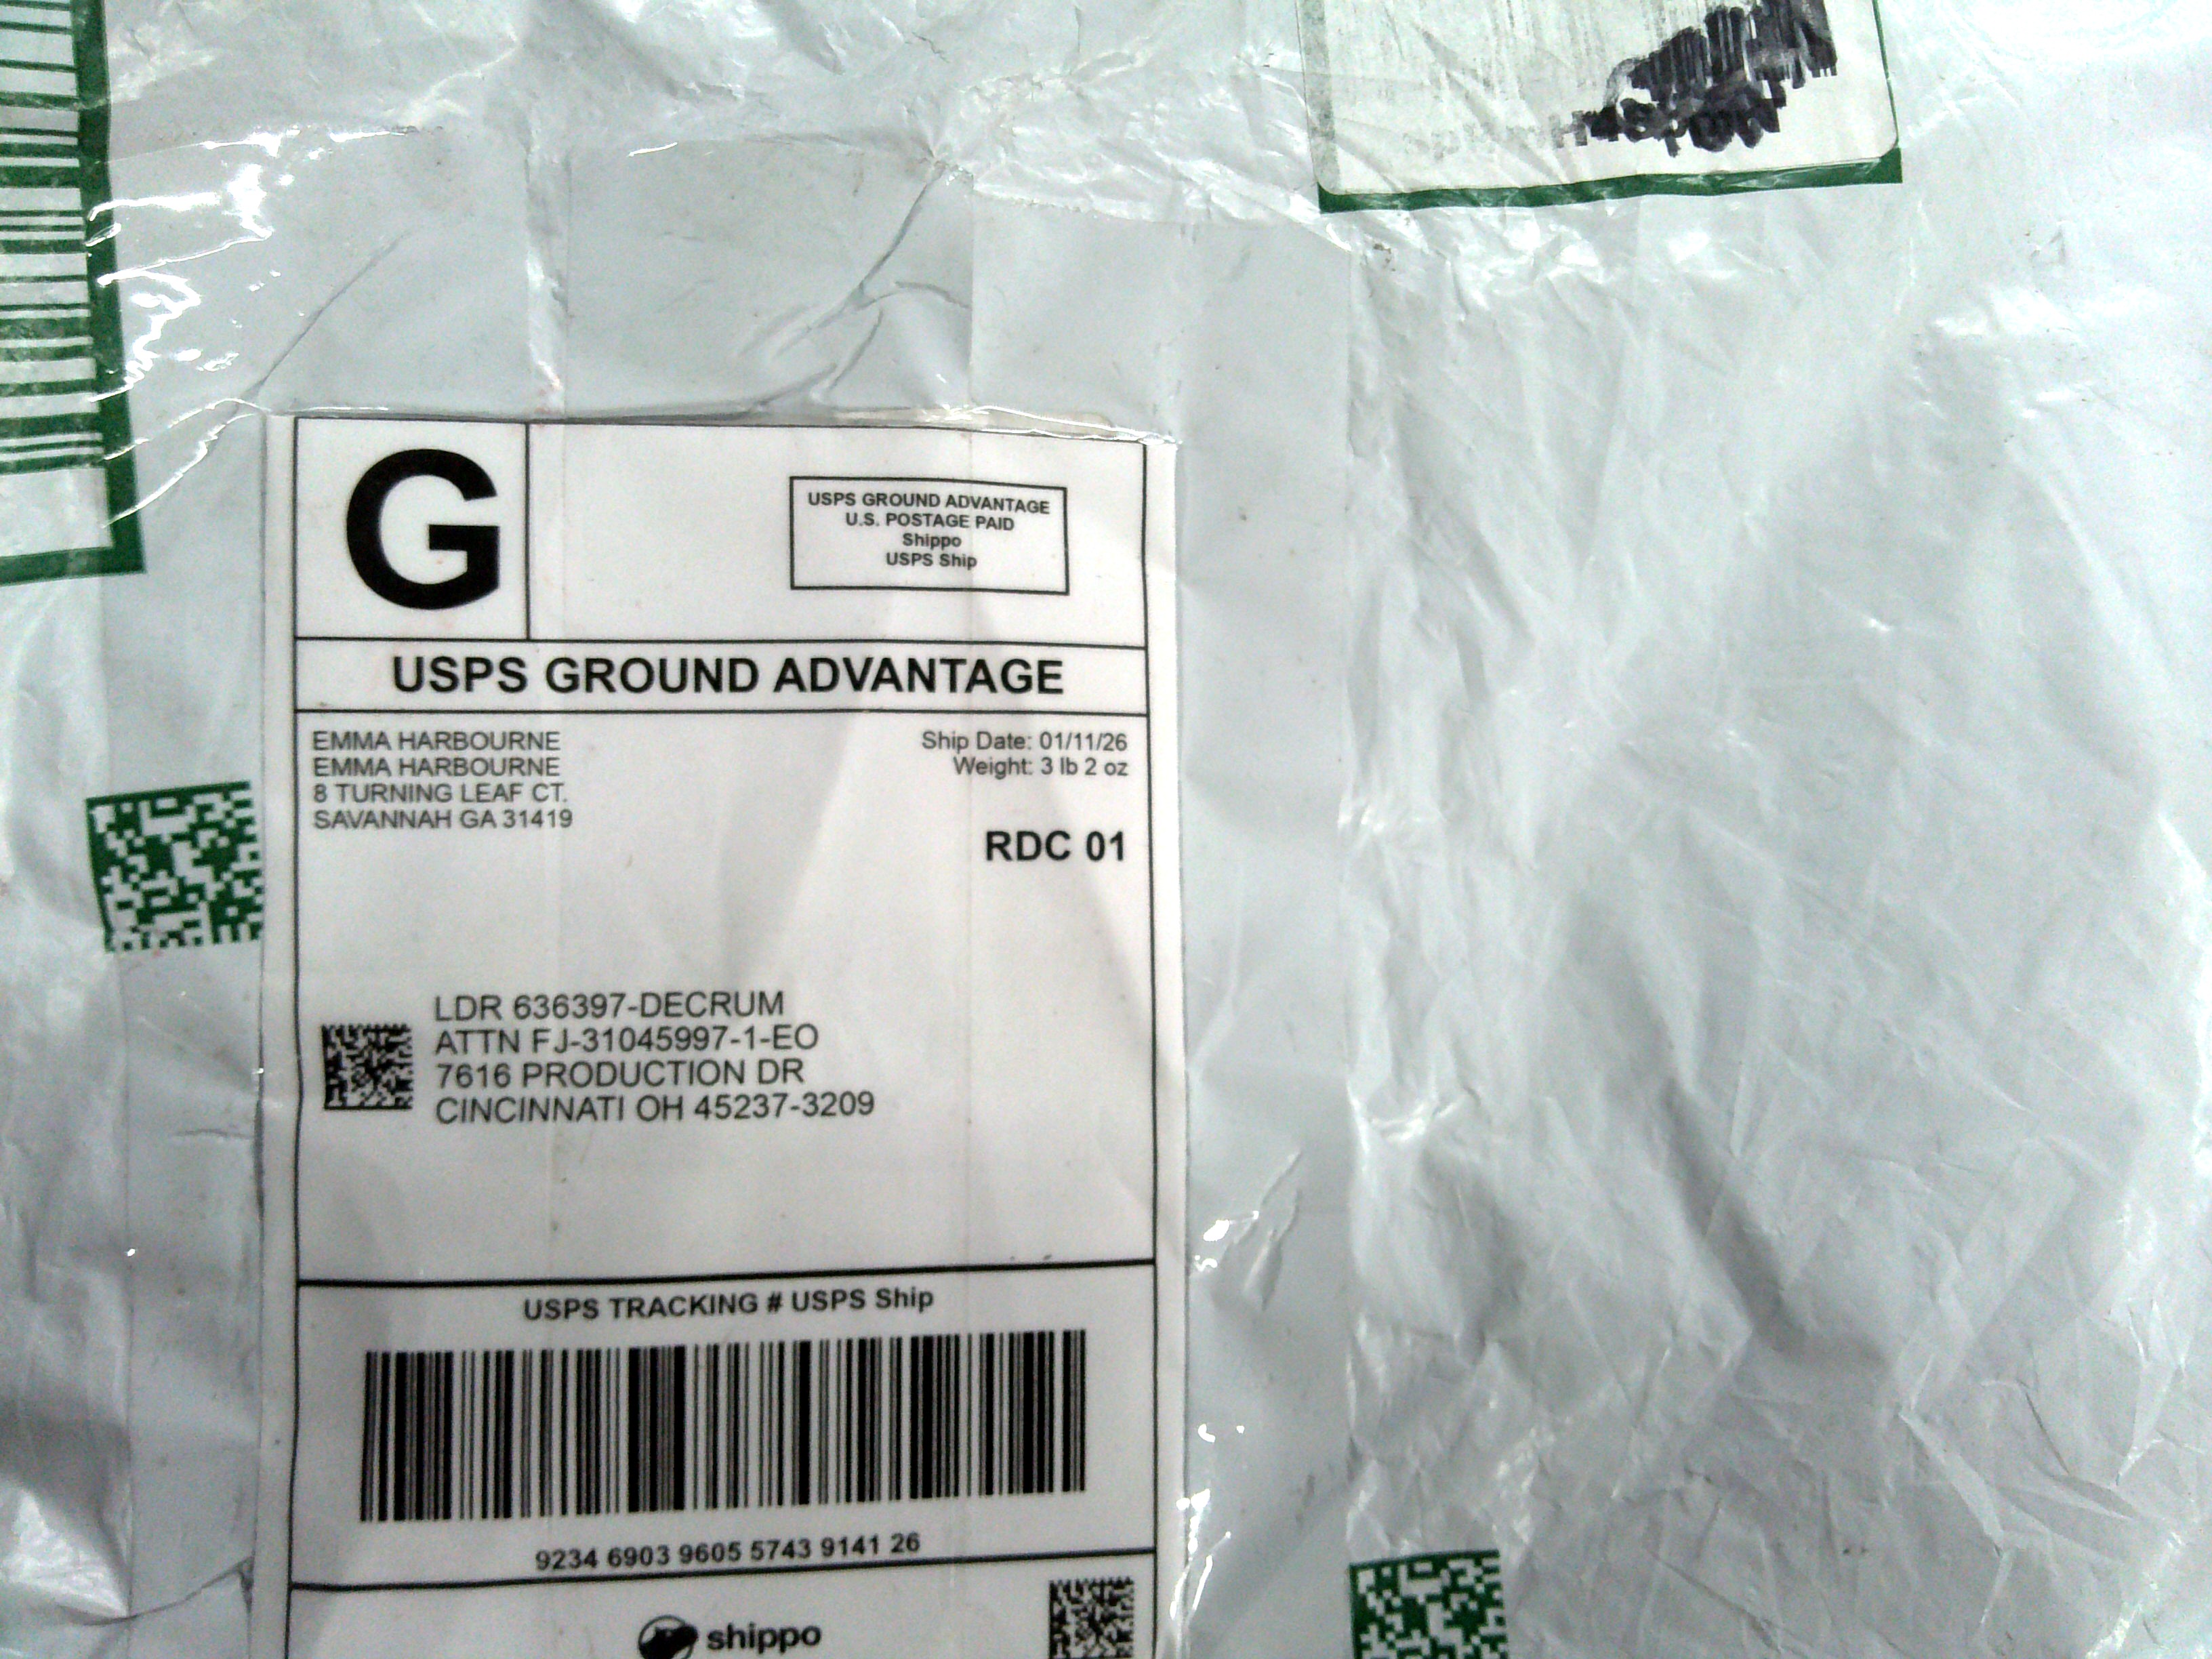 G
USPS GROUND ADVANTAGE
U.S. POSTAGE PAID
Shippo
USPS Ship
USPS GROUND ADVANTAGE
EMMA HARBOURNE
EMMA HARBOURNE
8 TURNING LEAF CT.
SAVANNAH GA 31419
Ship Date: 01/11/26
Weight: 3 lb 2 oz
RDC 01
LDR 636397-DECRUM
ATTN FJ-31045997-1-EO
7616 PRODUCTION DR
CINCINNATI OH 45237-3209
USPS TRACKING # USPS Ship
9234 6903 9605 5743 9141 26
shippo